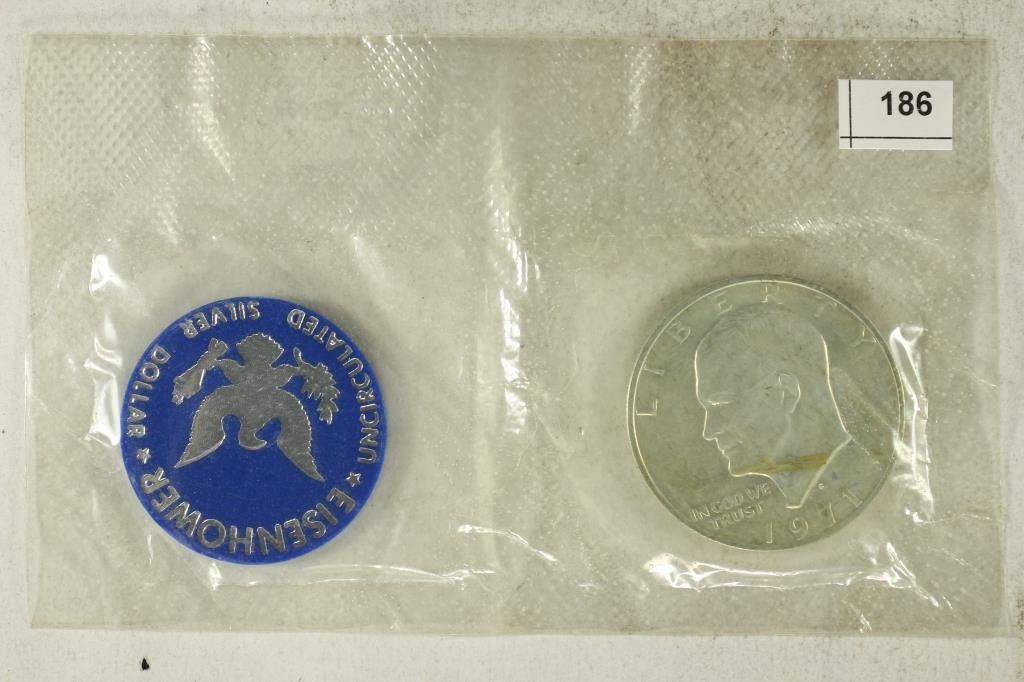 186
EISENHOWER
UNCIRCULATED SILVER DOLLAR
LIBERTY
IN GOD WE
TRUST
S
1971